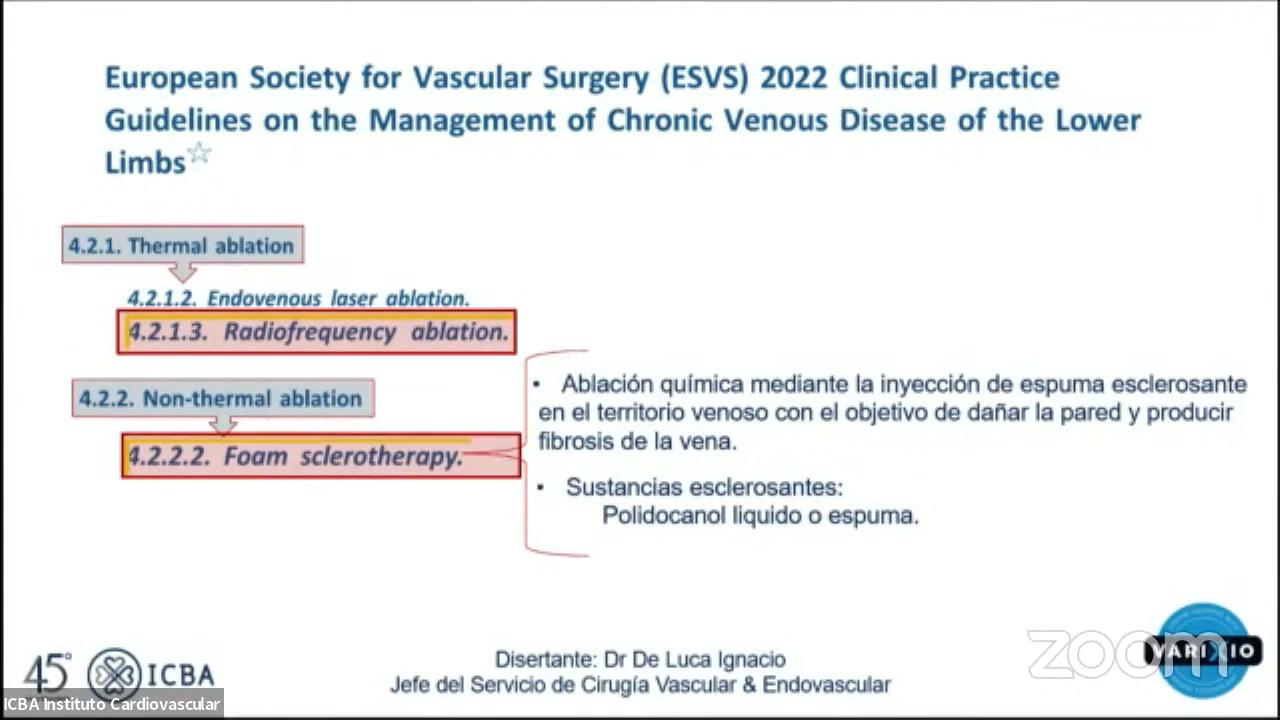 European Society for Vascular Surgery (ESVS) 2022 Clinical Practice
Guidelines on the Management of Chronic Venous Disease of the Lower
Limbs☆
4.2.1. Thermal ablation
4.2.1.2. Endovenous laser ablation.
4.2.1.3. Radiofrequency ablation.
4.2.2. Non-thermal ablation
4.2.2.2. Foam sclerotherapy.
• Ablación química mediante la inyección de espuma esclerosante
en el territorio venoso con el objetivo de dañar la pared y producir
fibrosis de la vena.
• Sustancias esclerosantes:
Polidocanol liquido o espuma.
Disertante: Dr De Luca Ignacio
Jefe del Servicio de Cirugía Vascular & Endovascular
45° ICBA
ICBA Instituto Cardiovascular
zoom
VARIXIO